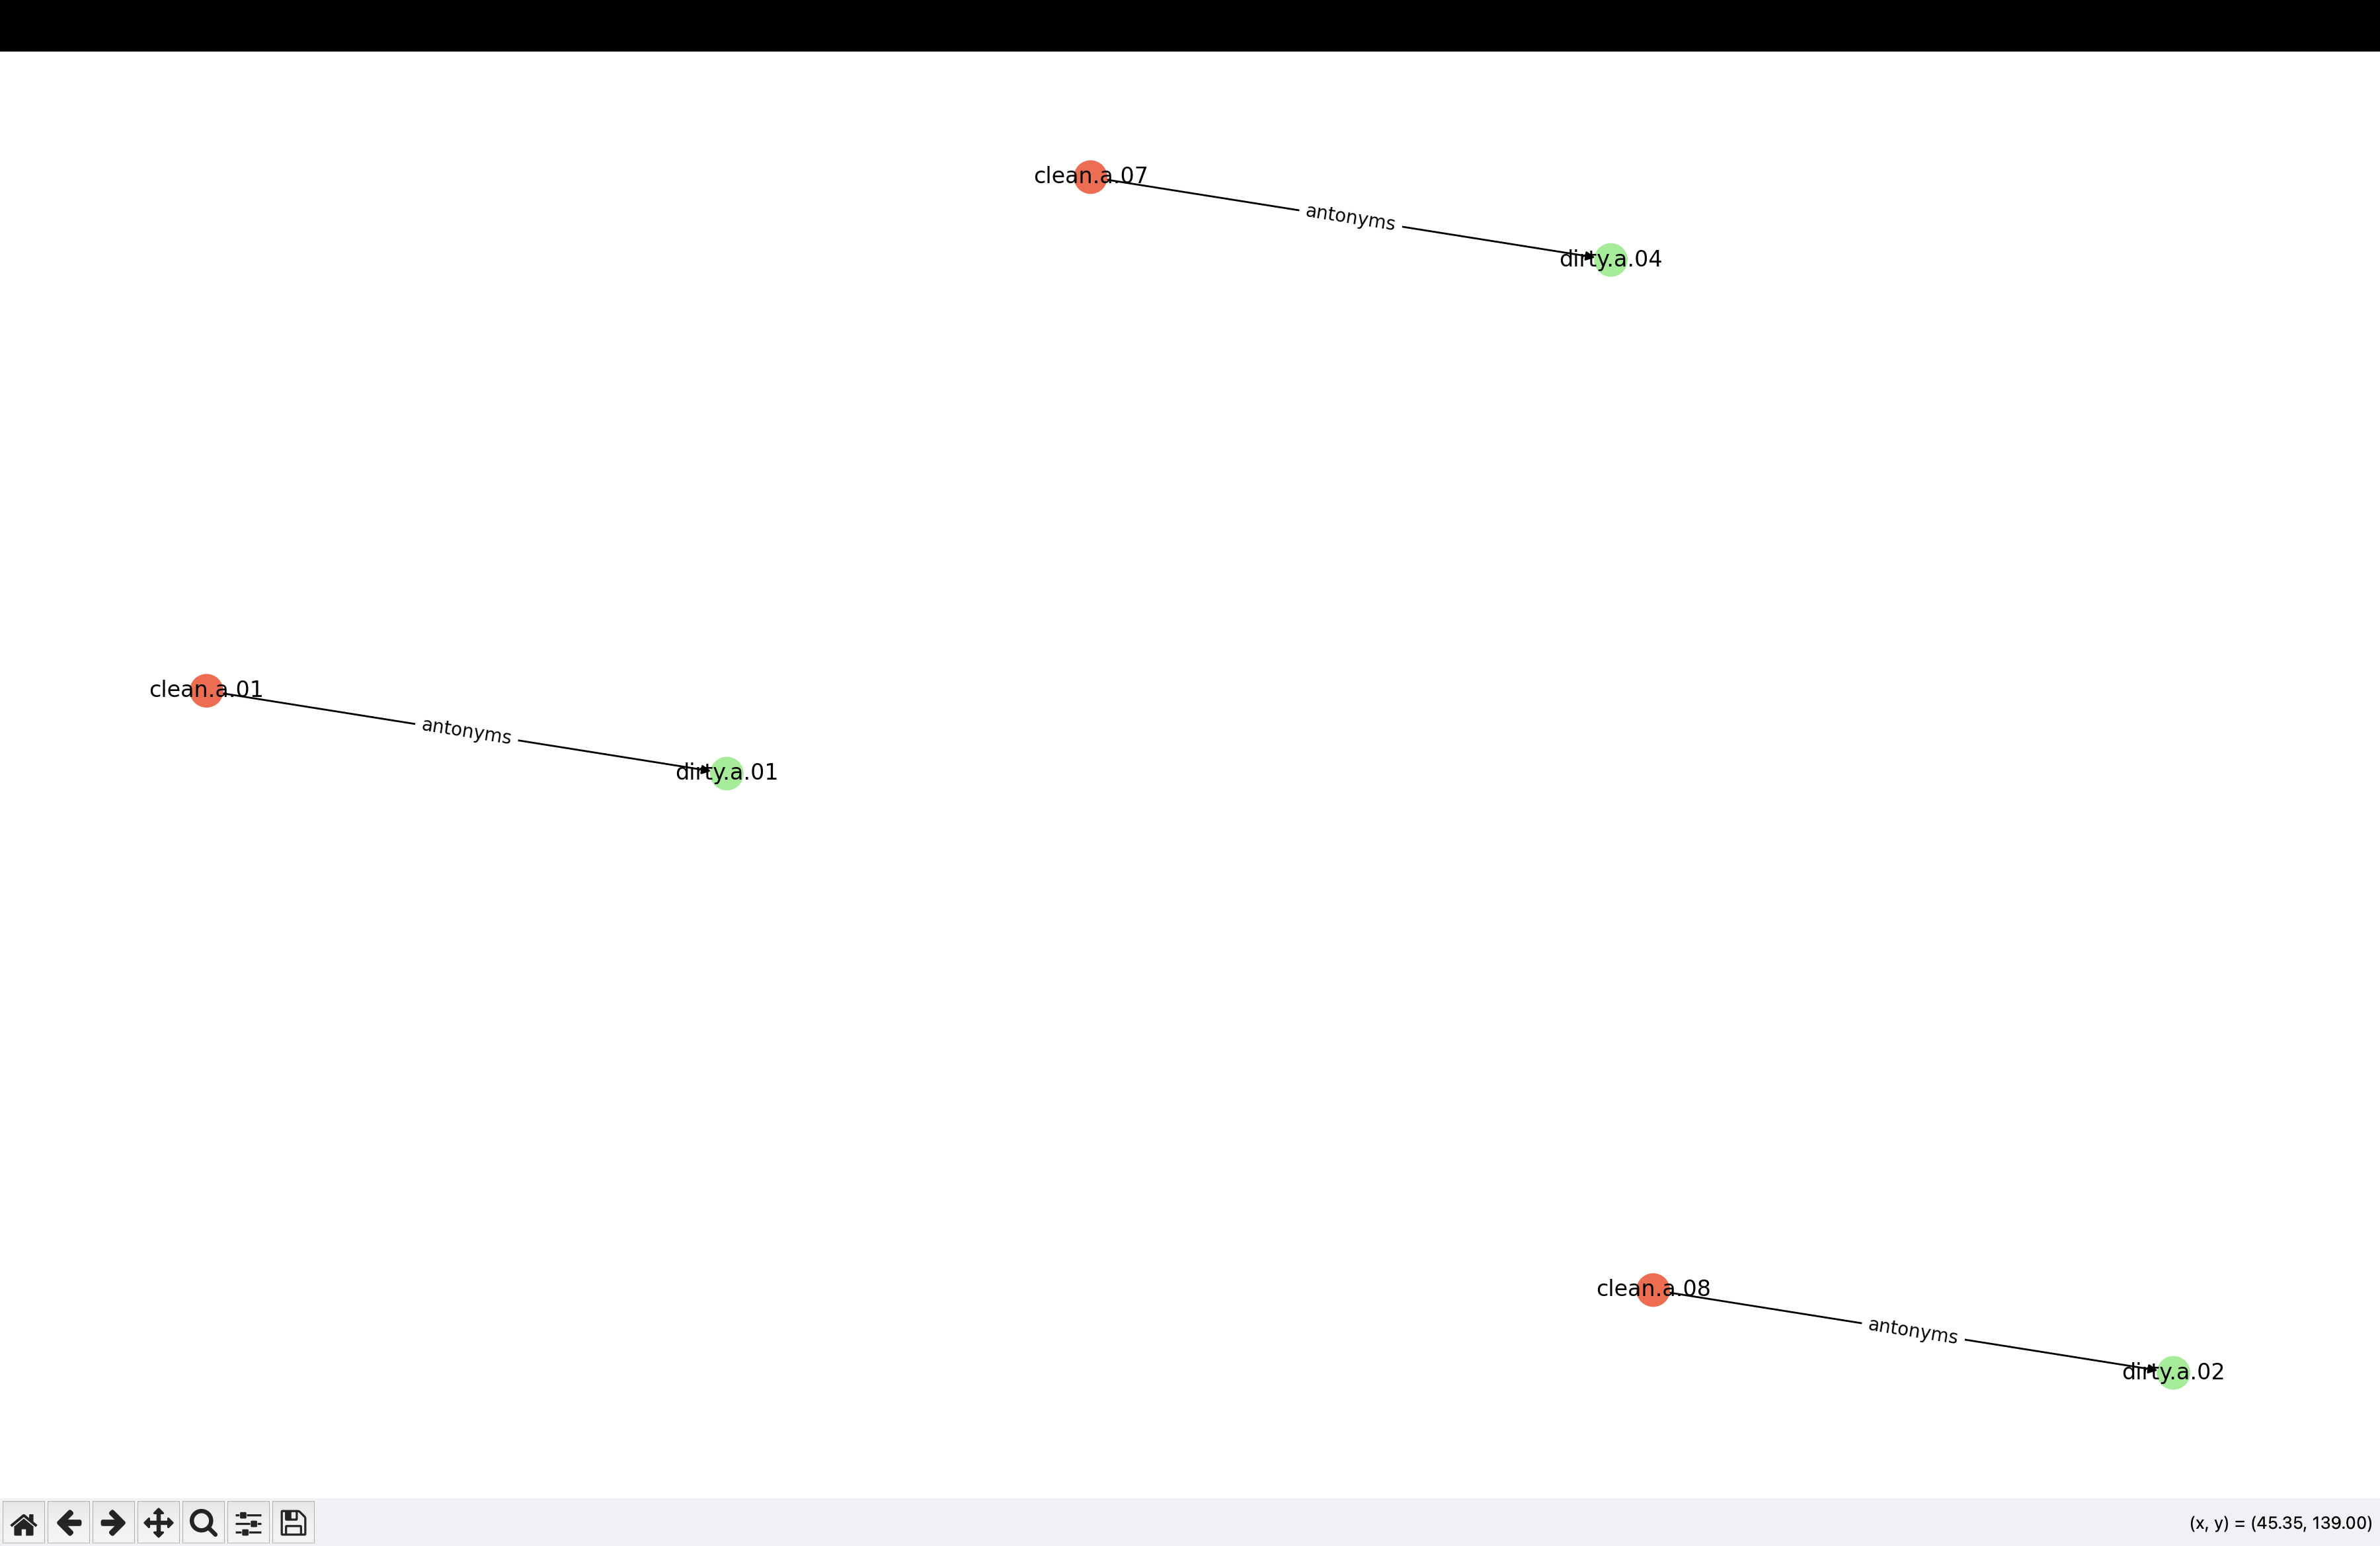 clean.a.07
antonyms
dirty.a.04
clean.a.01
antonyms
dirty.a.01
clean.a.08
antonyms
dirty.a.02
(x, y) = (45.35, 139.00)